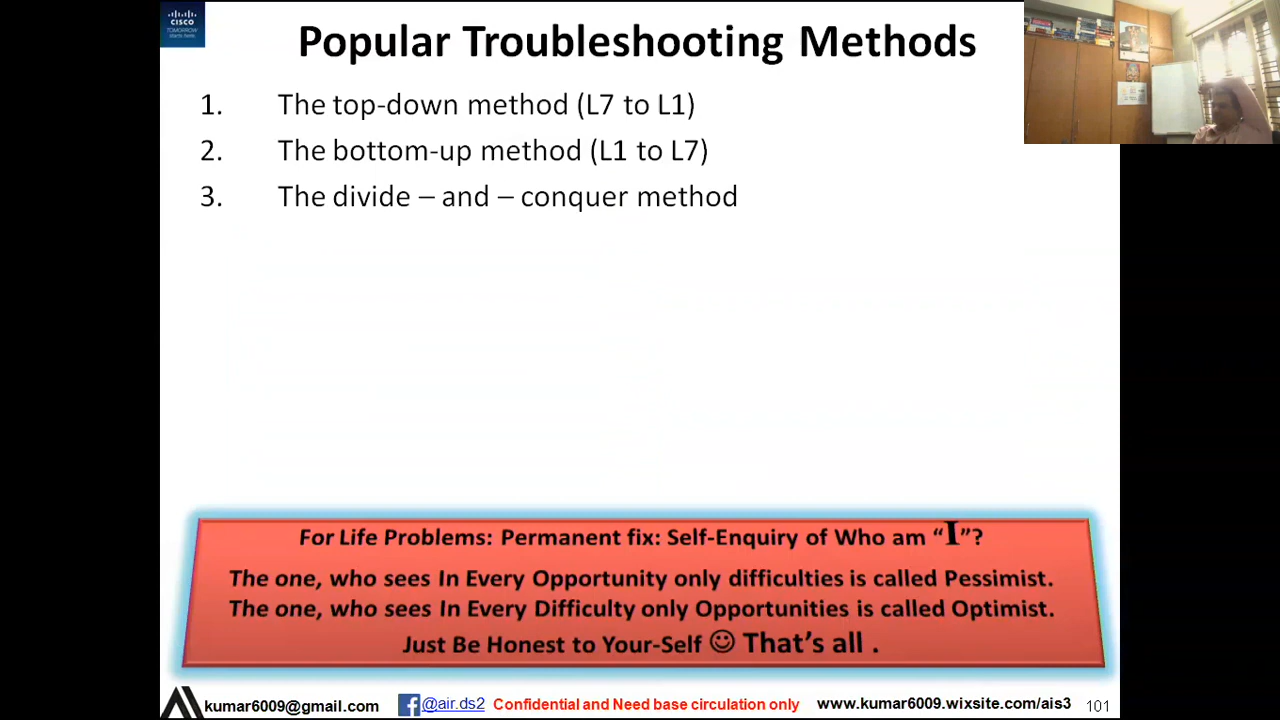 CISCO
TOMORROW
starts here.
Popular Troubleshooting Methods
1. The top-down method (L7 to L1)
2. The bottom-up method (L1 to L7)
3. The divide – and – conquer method
For Life Problems: Permanent fix: Self-Enquiry of Who am “I”?
The one, who sees In Every Opportunity only difficulties is called Pessimist.
The one, who sees In Every Difficulty only Opportunities is called Optimist.
Just Be Honest to Your-Self ☺ That’s all .
kumar6009@gmail.com @air.ds2 Confidential and Need base circulation only www.kumar6009.wixsite.com/ais3 101